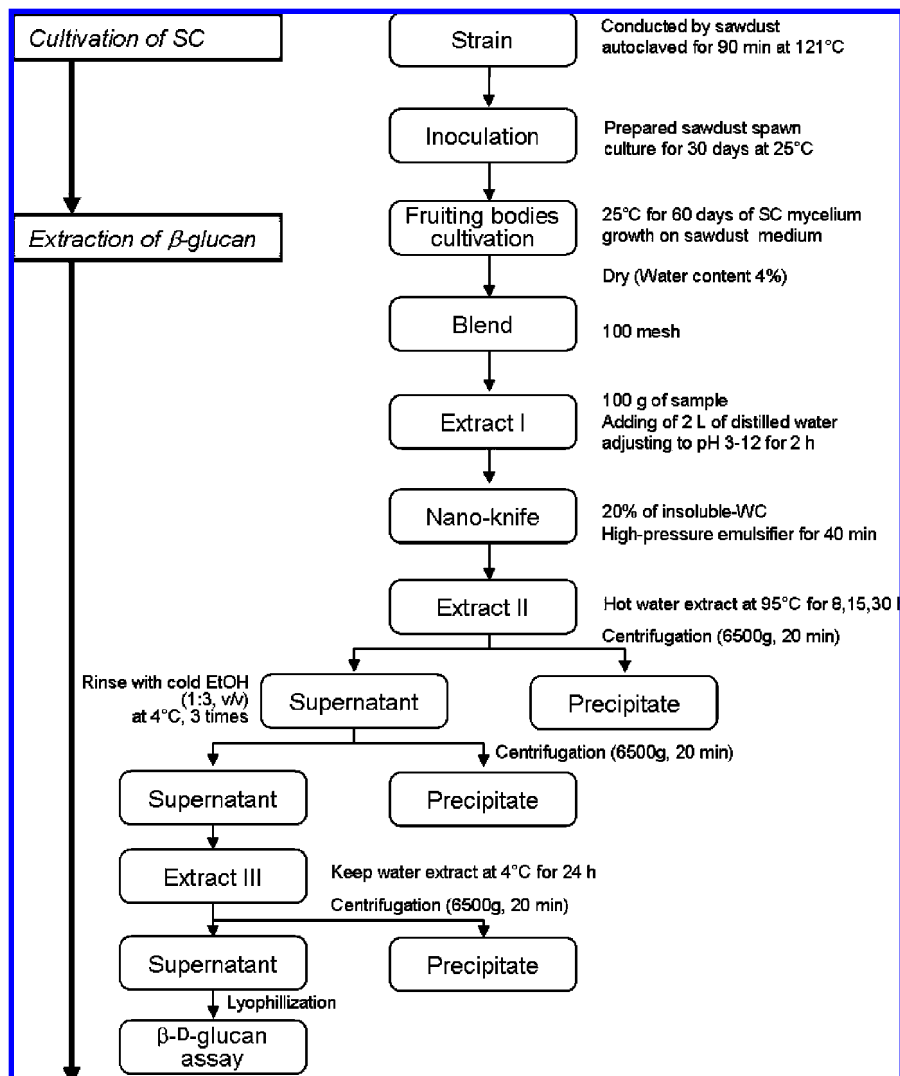 Cultivation of SC
Strain
Conducted by sawdust
autoclaved for 90 min at 121°C
Inoculation
Prepared sawdust spawn
culture for 30 days at 25°C
Extraction of β-glucan
Fruiting bodies
cultivation
25°C for 60 days of SC mycelium
growth on sawdust medium
Dry (Water content 4%)
Blend
100 mesh
Extract I
100 g of sample
Adding of 2 L of distilled water
adjusting to pH 3-12 for 2 h
Nano-knife
20% of insoluble-WC
High-pressure emulsifier for 40 min
Extract II
Hot water extract at 95°C for 8,15,30
Centrifugation (6500g, 20 min)
Rinse with cold EtOH
(1:3, v/v)
at 4°C, 3 times
Supernatant
Precipitate
Centrifugation (6500g, 20 min)
Supernatant
Precipitate
Extract III
Keep water extract at 4°C for 24 h
Centrifugation (6500g, 20 min)
Supernatant
Precipitate
Lyophillization
β-D-glucan
assay